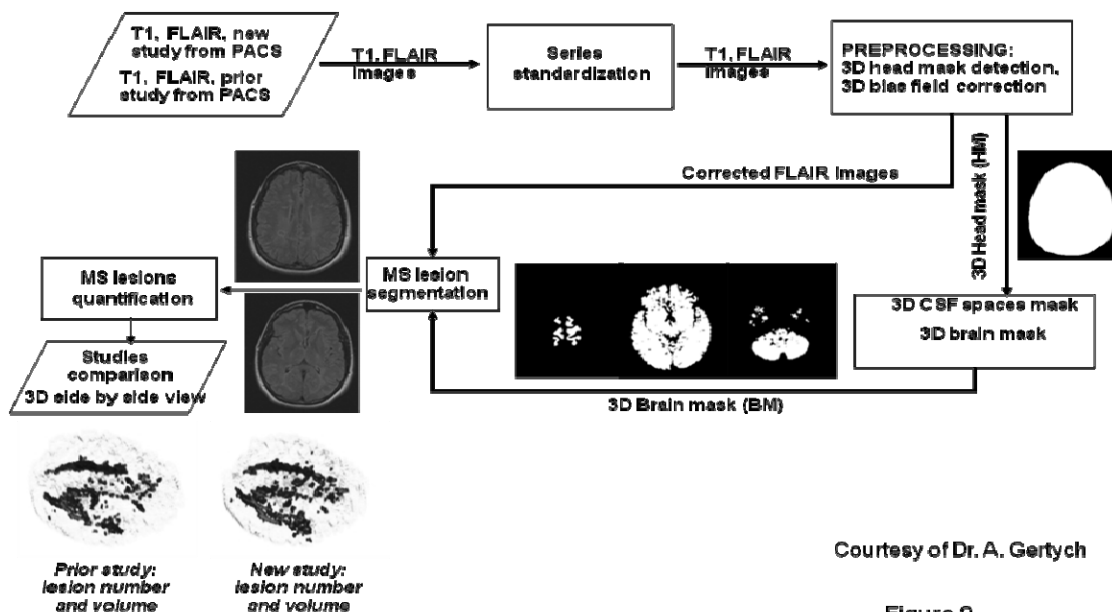 T1, FLAIR, new
study from PACS
T1, FLAIR, prior
study from PACS
T1, FLAIR
Images
Series
standardization
T1, FLAIR
Images
PREPROCESSING:
3D head mask detection,
3D bias field correction
Corrected FLAIR Images
3D Head mask (HM)
MS lesions
quantification
MS lesion
segmentation
3D CSF spaces mask
3D brain mask
Studies
comparison
3D side by side view
3D Brain mask (BM)
Prior study:
lesion number
and volume
New study:
lesion number
and volume
Courtesy of Dr. A. Gertych